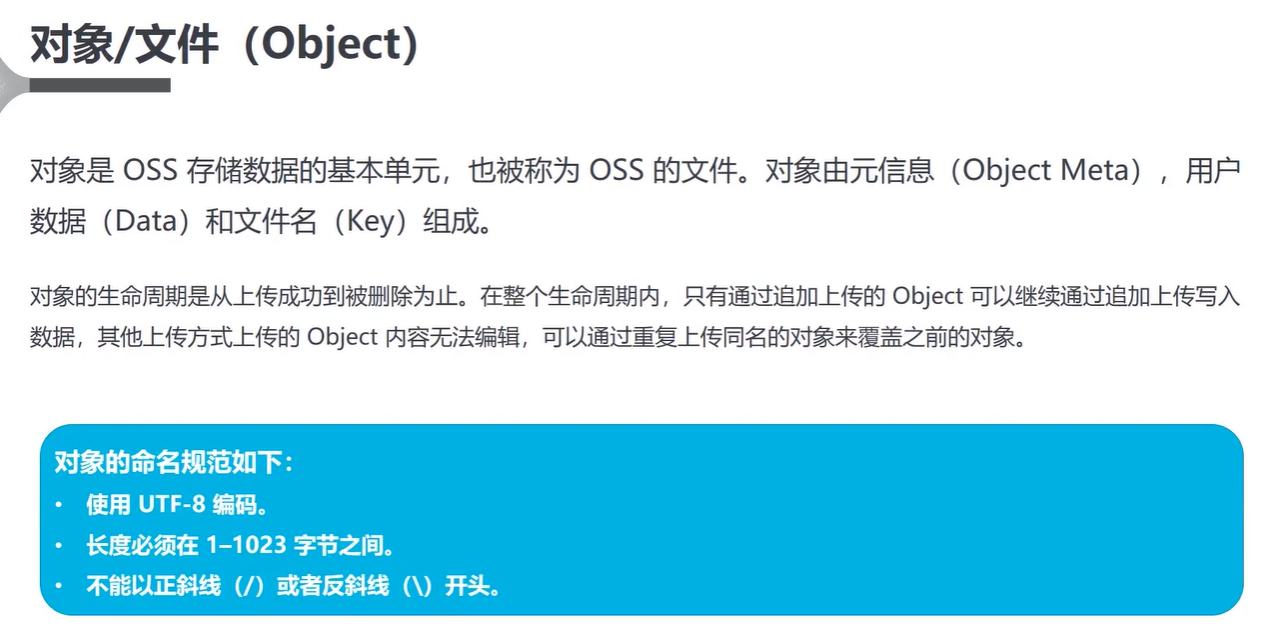 对象/文件（Object）
对象是 OSS 存储数据的基本单元，也被称为 OSS 的文件。对象由元信息（Object Meta），用户
数据（Data）和文件名（Key）组成。
对象的生命周期是从上传成功到被删除为止。在整个生命周期内，只有通过追加上传的 Object 可以继续通过追加上传写入
数据，其他上传方式上传的 Object 内容无法编辑，可以通过重复上传同名的对象来覆盖之前的对象。
对象的命名规范如下：
• 使用 UTF-8 编码。
• 长度必须在 1–1023 字节之间。
• 不能以正斜线（/）或者反斜线（\）开头。